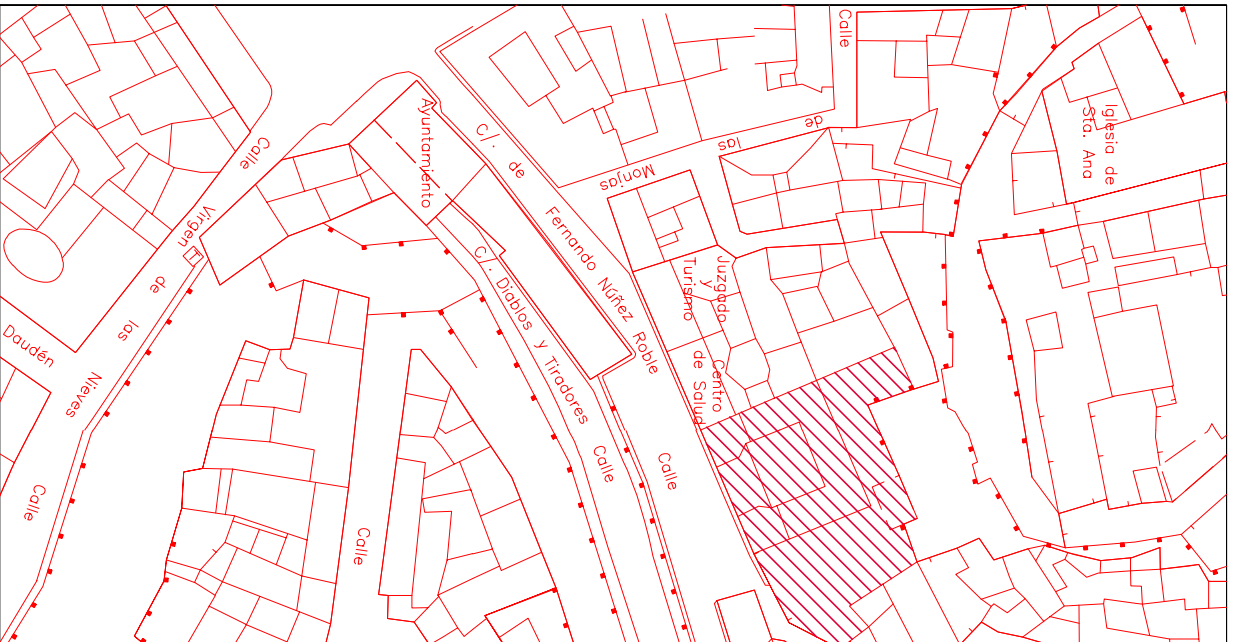 Calle
Iglesia de
Sta. Ana
Ayuntamiento
C/. de
Fernando Núñez Roble
de
las
Monjas
Calle
Virgen
de
las
Nieves
T
C/. Diablos y Tiradores
Juzgado
y
Turismo
Centro
de Salud
Daudén
Calle
Calle
Calle
Calle